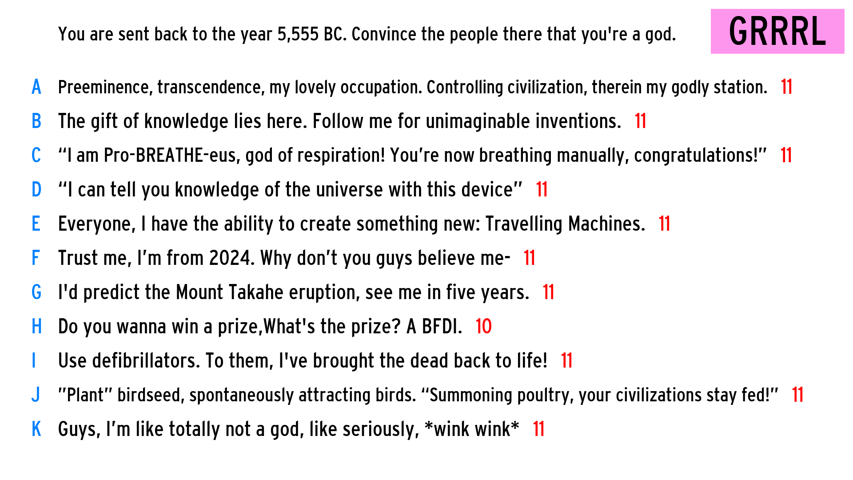 You are sent back to the year 5,555 BC. Convince the people there that you're a god.
GRRRL
A Preeminence, transcendence, my lovely occupation. Controlling civilization, therein my godly station. 11
B The gift of knowledge lies here. Follow me for unimaginable inventions. 11
C “I am Pro-BREATHE-eus, god of respiration! You’re now breathing manually, congratulations!” 11
D “I can tell you knowledge of the universe with this device” 11
E Everyone, I have the ability to create something new: Travelling Machines. 11
F Trust me, I’m from 2024. Why don’t you guys believe me- 11
G I'd predict the Mount Takahe eruption, see me in five years. 11
H Do you wanna win a prize,What's the prize? A BFDI. 10
I Use defibrillators. To them, I've brought the dead back to life! 11
J ”Plant” birdseed, spontaneously attracting birds. “Summoning poultry, your civilizations stay fed!” 11
K Guys, I’m like totally not a god, like seriously, *wink wink* 11